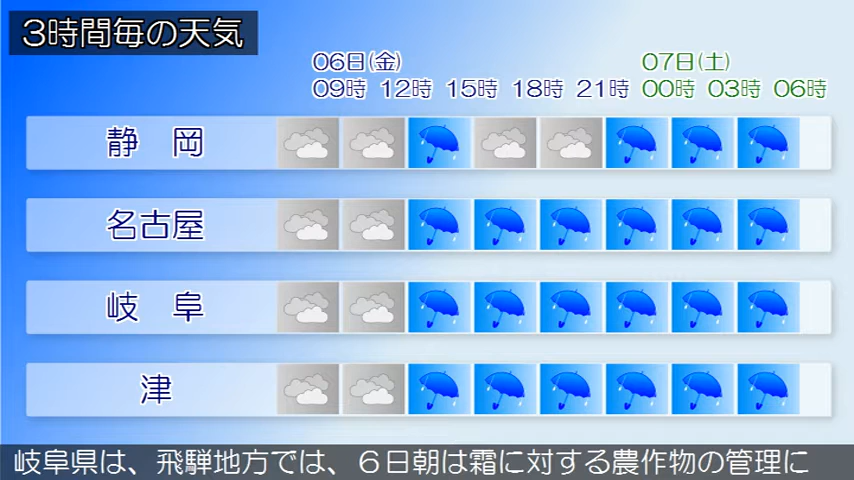 3時間毎の天気
06日(金) 07日(土)
09時 12時 15時 18時 21時 00時 03時 06時
静 岡
名古屋
岐 阜
津
岐阜県は、飛騨地方では、６日朝は霜に対する農作物の管理に